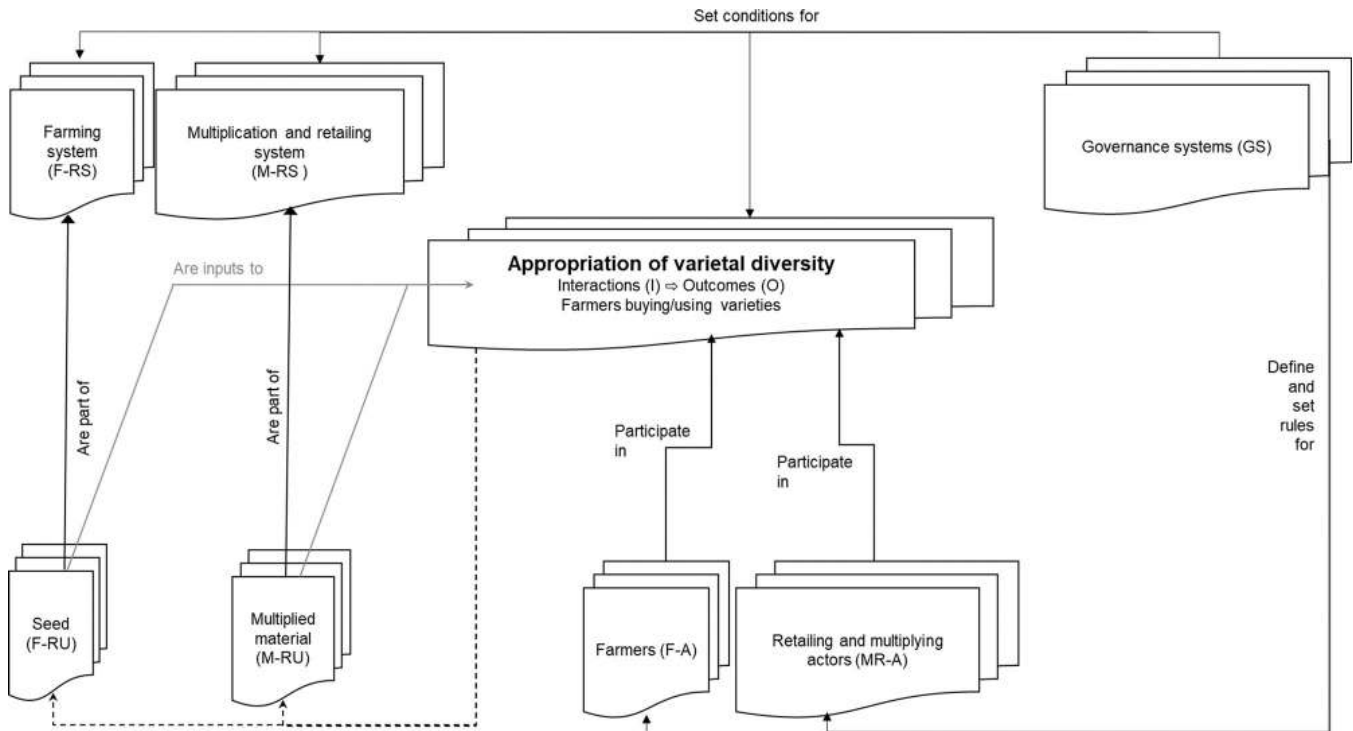 Set conditions for
Farming
system
(F-RS)
Multiplication and retailing
system
(M-RS )
Governance systems (GS)
Appropriation of varietal diversity
Interactions (I) ⇨ Outcomes (O)
Farmers buying/using varieties
Are inputs to
Are part of
Are part of
Define
and
set
rules
for
Participate
in
Participate
in
Seed
(F-RU)
Multiplied
material
(M-RU)
Farmers (F-A)
Retailing and multiplying
actors (MR-A)